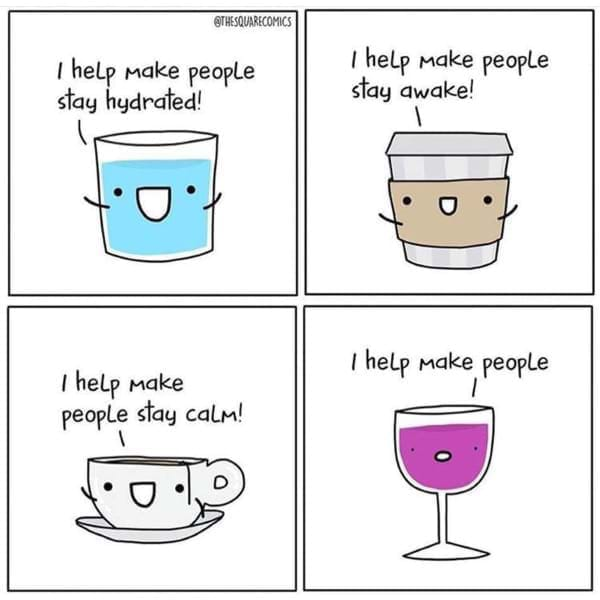 @THESQUARECOMICS
I help make people
stay hydrated!
I help make people
stay awake!
I help make
people stay calm!
I help make people